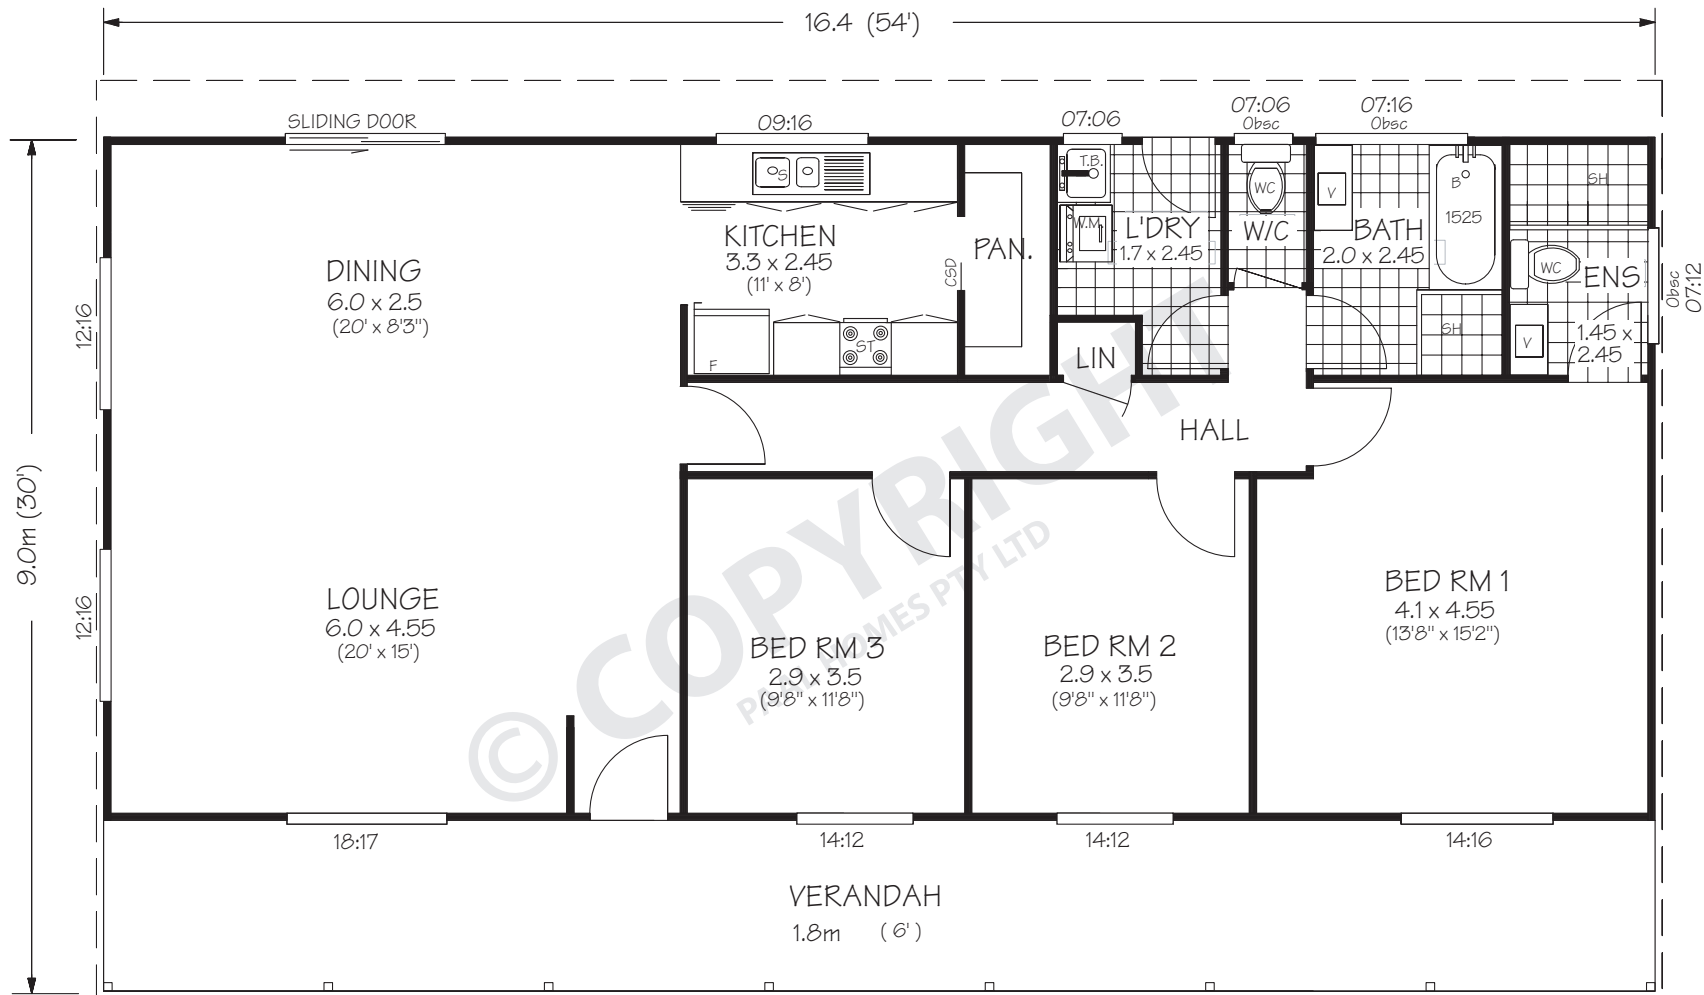 16.4 (54')
SLIDING DOOR
09:16
07:06
07:06
Obsc
07:16
Obsc
S
T.B.
WC
V
B
1525
SH
W.M.
KITCHEN
3.3 x 2.45
(11' x 8')
CSD
PAN.
L'DRY
1.7 x 2.45
W/C
BATH
2.0 x 2.45
WC
ENS
1.45 x
2.45
Obsc
07:12
DINING
6.0 x 2.5
(20' x 8'3")
12:16
F
ST
LIN
SH
V
HALL
9.0m (30')
12:16
LOUNGE
6.0 x 4.55
(20' x 15')
BED RM 3
2.9 x 3.5
(9'8" x 11'8")
BED RM 2
2.9 x 3.5
(9'8" x 11'8")
BED RM 1
4.1 x 4.55
(13'8" x 15'2")
© COPYRIGHT
HOMES PTY LTD
18:17
14:12
14:12
14:16
VERANDAH
1.8m (6')